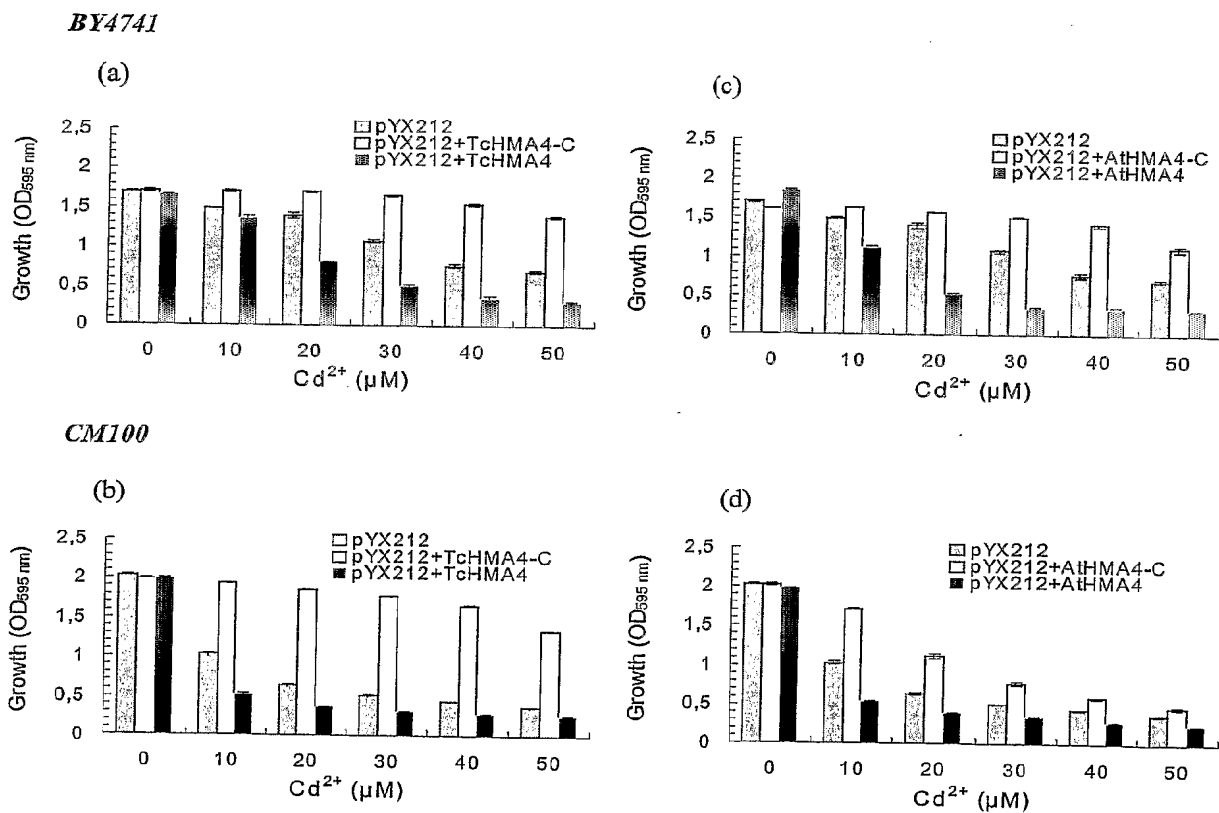 BY4741
(a)
2,5
2
1,5
1
0,5
0
Growth (OD595 nm)
pYX212
pYX212+TcHMA4-C
pYX212+TcHMA4
0 10 20 30 40 50
Cd2+ (µM)
(c)
2,5
2
1,5
1
0,5
0
Growth (OD595 nm)
pYX212
pYX212+AtHMA4-C
pYX212+AtHMA4
0 10 20 30 40 50
Cd2+ (µM)
CM100
(b)
2,5
2
1,5
1
0,5
0
Growth (OD595 nm)
pYX212
pYX212+TcHMA4-C
pYX212+TcHMA4
0 10 20 30 40 50
Cd2+ (µM)
(d)
2,5
2
1,5
1
0,5
0
Growth (OD595 nm)
pYX212
pYX212+AtHMA4-C
pYX212+AtHMA4
0 10 20 30 40 50
Cd2+ (µM)